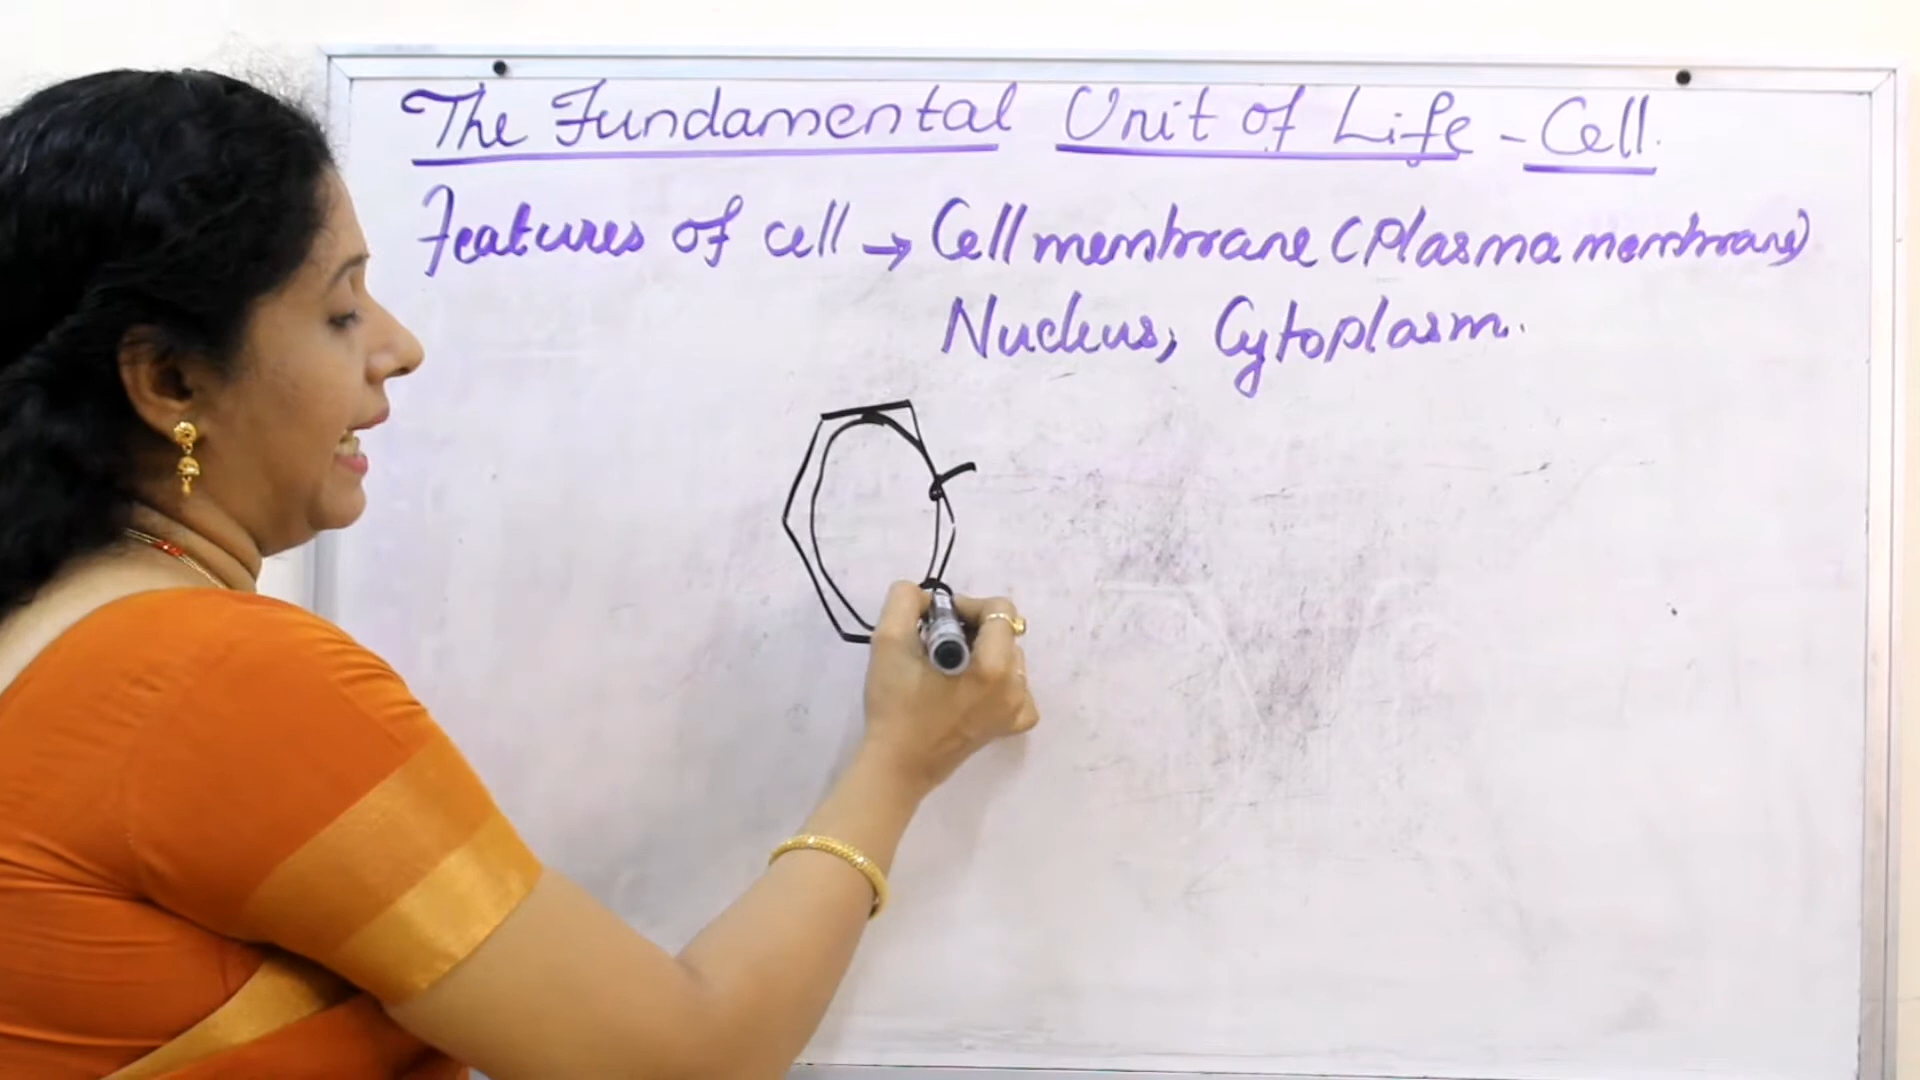 The Fundamental Unit of Life - Cell.
Features of cell → Cell membrane (Plasma membrane)
Nucleus, Cytoplasm.